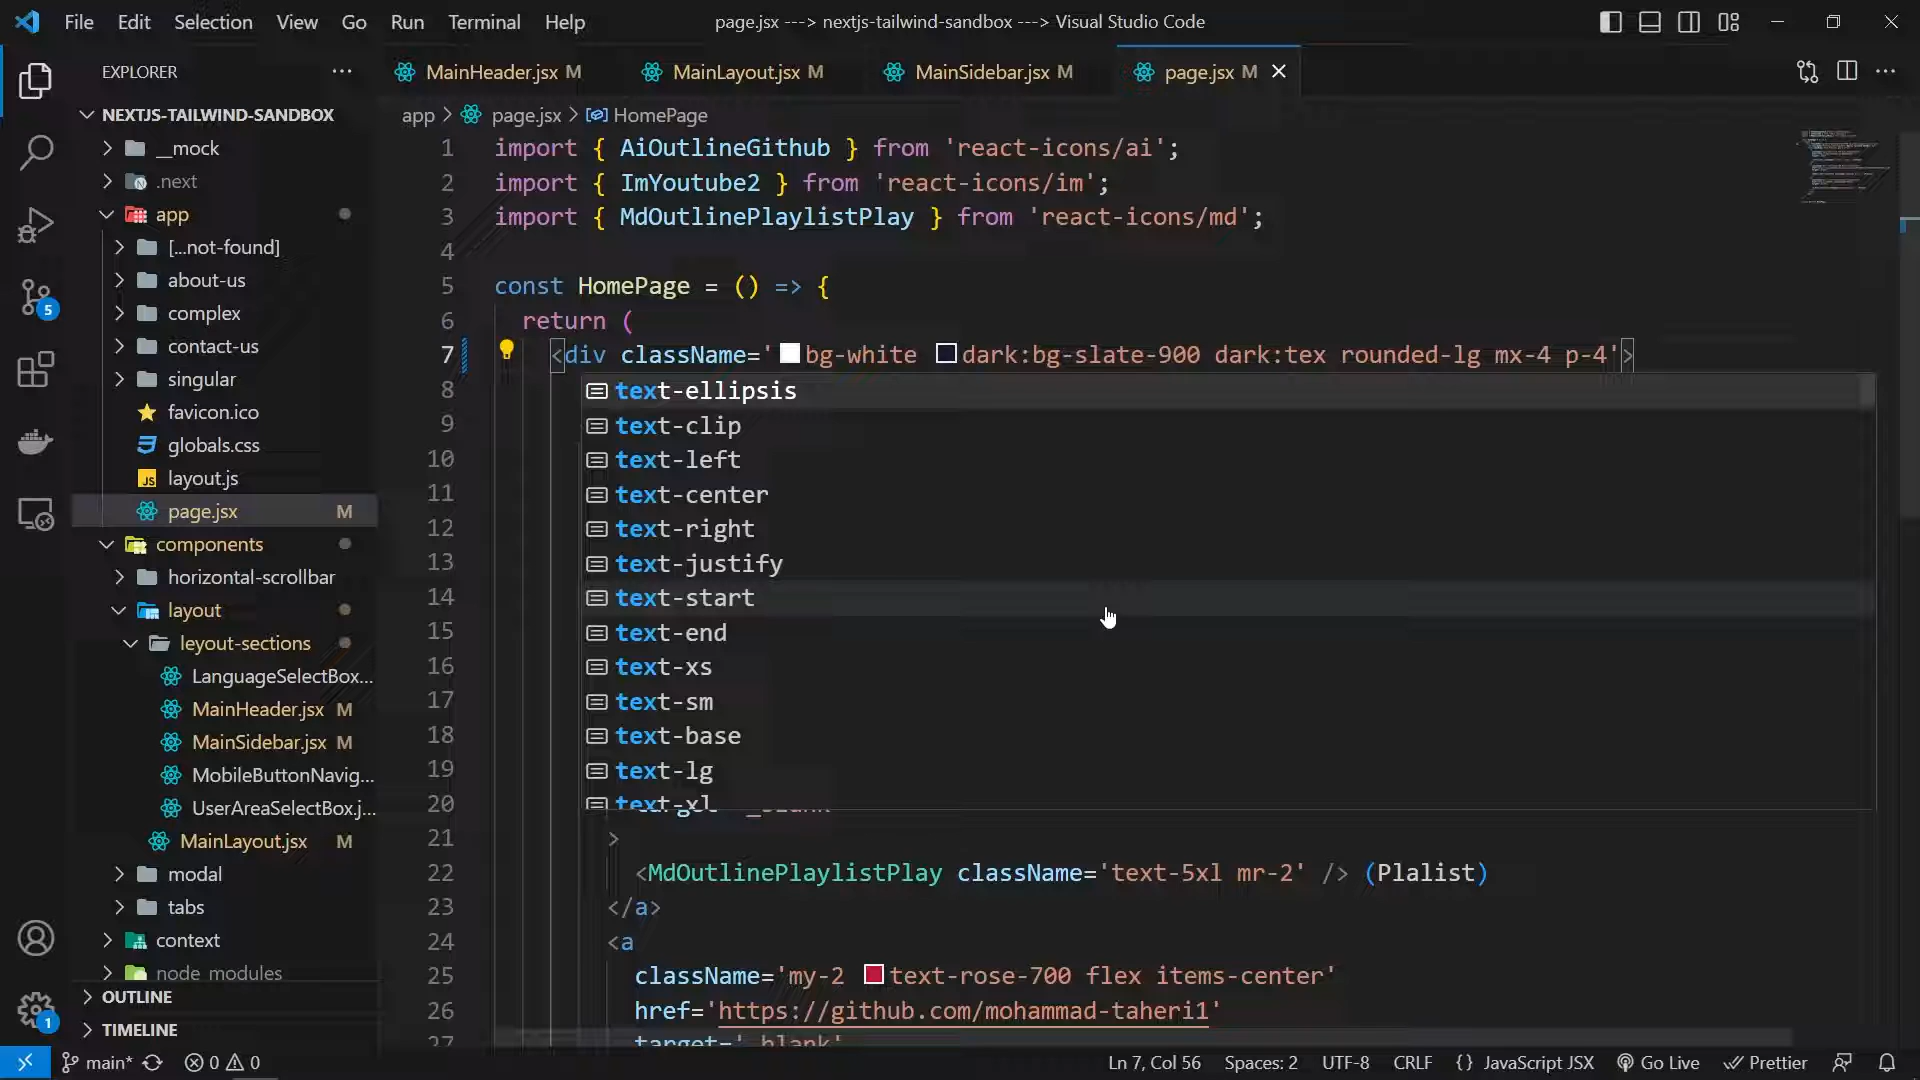 File Edit Selection View Go Run Terminal Help page.jsx ---> nextjs-tailwind-sandbox ---> Visual Studio Code
EXPLORER
MainHeader.jsx M MainLayout.jsx M MainSidebar.jsx M page.jsx M
NEXTJS-TAILWIND-SANDBOX
__mock
.next
app
[...not-found]
about-us
complex
contact-us
singular
favicon.ico
globals.css
layout.js
page.jsx M
components
horizontal-scrollbar
layout
leyout-sections
LanguageSelectBox...
MainHeader.jsx M
MainSidebar.jsx M
MobileButtonNavig...
UserAreaSelectBox.j...
MainLayout.jsx M
modal
tabs
context
node_modules
OUTLINE
TIMELINE
5
1
app > page.jsx > HomePage
1 import { AiOutlineGithub } from 'react-icons/ai';
2 import { ImYoutube2 } from 'react-icons/im';
3 import { MdOutlinePlaylistPlay } from 'react-icons/md';
4
5 const HomePage = () => {
6 return (
7 <div className='bg-white dark:bg-slate-900 dark:tex rounded-lg mx-4 p-4'>
8 text-ellipsis
9 text-clip
10 text-left
11 text-center
12 text-right
13 text-justify
14 text-start
15 text-end
16 text-xs
17 text-sm
18 text-base
19 text-lg
20 text-xl
21 >
22 <MdOutlinePlaylistPlay className='text-5xl mr-2' /> (Plalist)
23 </a>
24 <a
25 className='my-2 text-rose-700 flex items-center'
26 href='https://github.com/mohammad-taheri1'
27 target='_blank'
main* 0 0 Ln 7, Col 56 Spaces: 2 UTF-8 CRLF {} JavaScript JSX Go Live Prettier